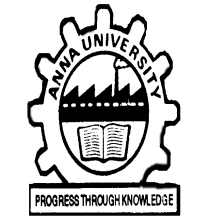 ANNA UNIVERSITY
PROGRESS THROUGH KNOWLEDGE